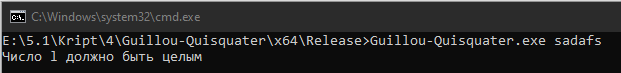 C:\Windows\system32\cmd.exe
E:\5.1\Kript\4\Guillou-Quisquater\x64\Release>Guillou-Quisquater.exe sadafs
Число l должно быть целым